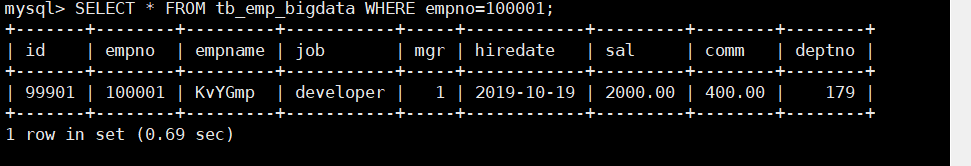 mysql> SELECT * FROM tb_emp_bigdata WHERE empno=100001;
+-------+--------+---------+-----------+-----+------------+---------+--------+--------+
| id    | empno  | empname | job       | mgr | hiredate   | sal     | comm   | deptno |
+-------+--------+---------+-----------+-----+------------+---------+--------+--------+
| 99901 | 100001 | KvYGmp  | developer |   1 | 2019-10-19 | 2000.00 | 400.00 |    179 |
+-------+--------+---------+-----------+-----+------------+---------+--------+--------+
1 row in set (0.69 sec)